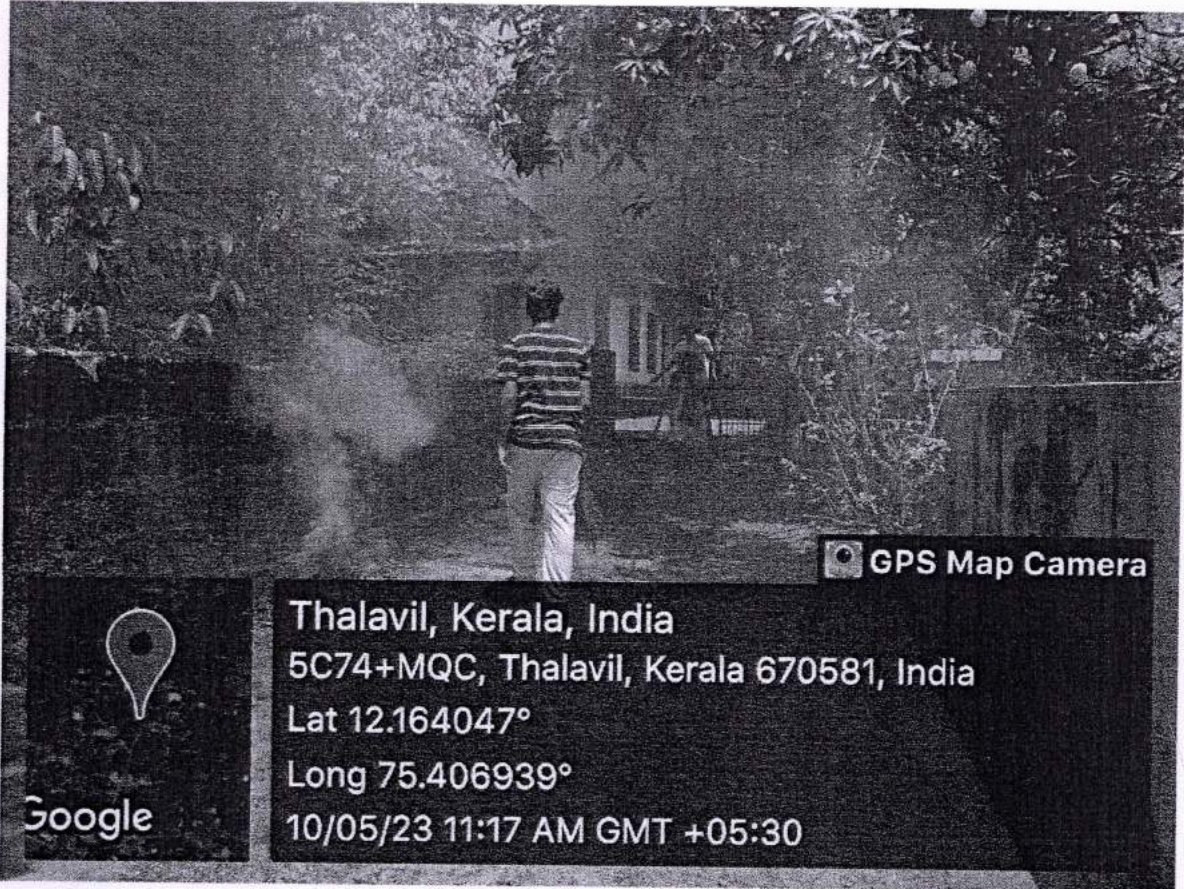 GPS Map Camera
Thalavil, Kerala, India
5C74+MQC, Thalavil, Kerala 670581, India
Lat 12.164047°
Long 75.406939°
10/05/23 11:17 AM GMT +05:30
Google